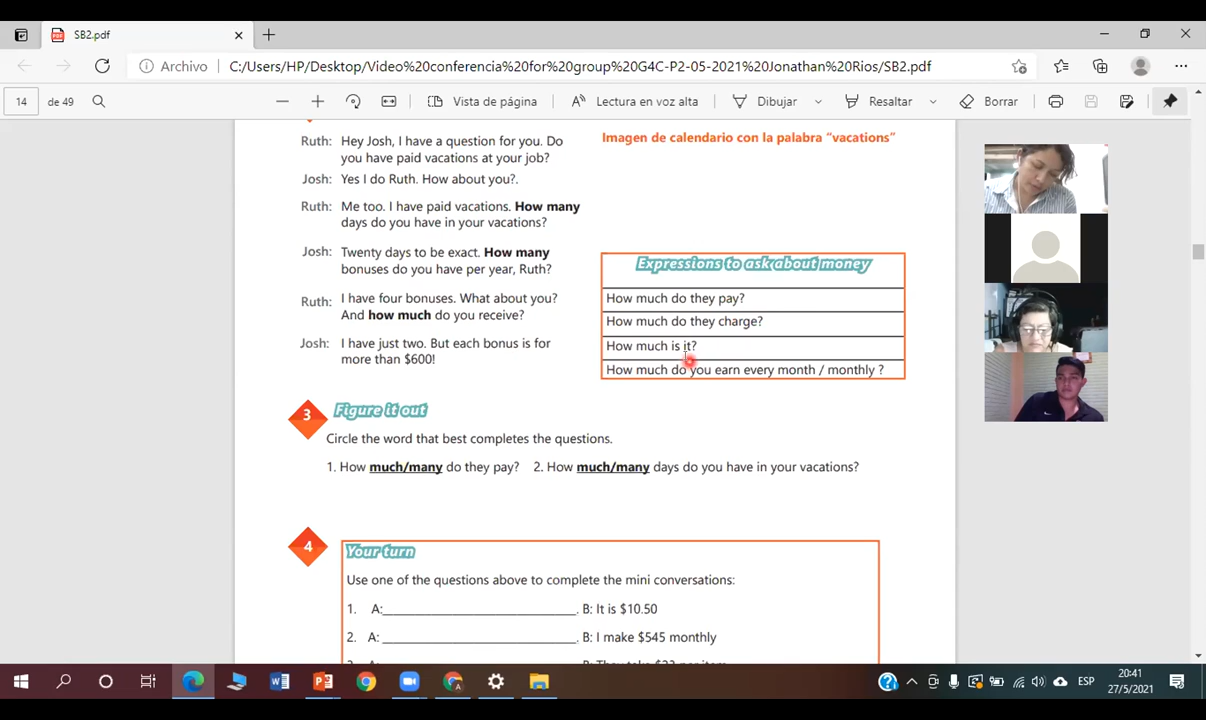 SB2.pdf
Archivo
C:/Users/HP/Desktop/Video%20conferencia%20for%20group%20G4C-P2-05-2021%20Jonathan%20Rios/SB2.pdf
14
de 49
Vista de página
Lectura en voz alta
Dibujar
Resaltar
Borrar
Ruth: Hey Josh, I have a question for you. Do
you have paid vacations at your job?
Josh: Yes I do Ruth. How about you?.
Ruth: Me too. I have paid vacations. How many
days do you have in your vacations?
Josh: Twenty days to be exact. How many
bonuses do you have per year, Ruth?
Ruth: I have four bonuses. What about you?
And how much do you receive?
Josh: I have just two. But each bonus is for
more than $600!
Imagen de calendario con la palabra “vacations”
Expressions to ask about money
How much do they pay?
How much do they charge?
How much is it?
How much do you earn every month / monthly ?
3 Figure it out
Circle the word that best completes the questions.
1. How much/many do they pay? 2. How much/many days do you have in your vacations?
4 Your turn
Use one of the questions above to complete the mini conversations:
1. A:____________________________. B: It is $10.50
2. A: ____________________________. B: I make $545 monthly
ESP
20:41
27/5/2021